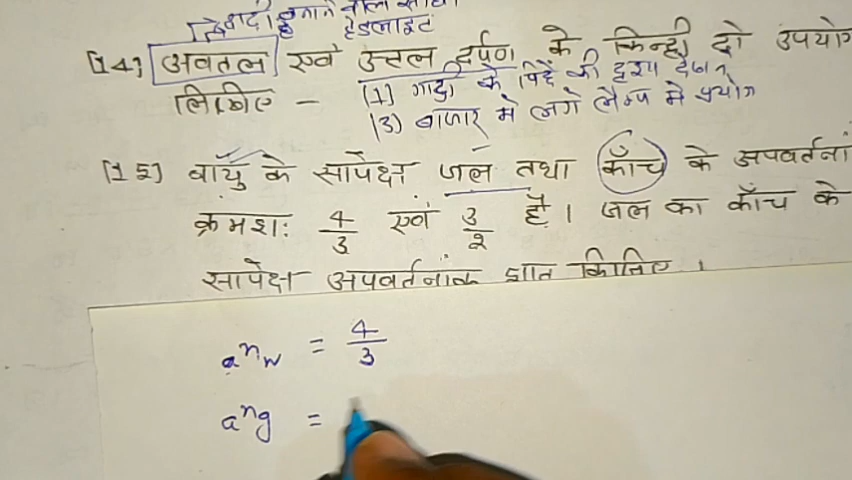 हेडलाइट
[14] अवतल एवं उत्तल दर्पण के किन्ही दो उपयोग
लिखिए - (1) गाड़ी के पिछे की दृश्य देखन
(3) बाजार मे लगे लैम्प मे प्रयोग
[15] वायु के सापेक्ष जल तथा काँच के अपवर्तनां
क्रमश: 4/3 एवं 3/2 है। जल का काँच के
सापेक्ष अपवर्तनांक ज्ञात किजिए।
anw = 4/3
ang =